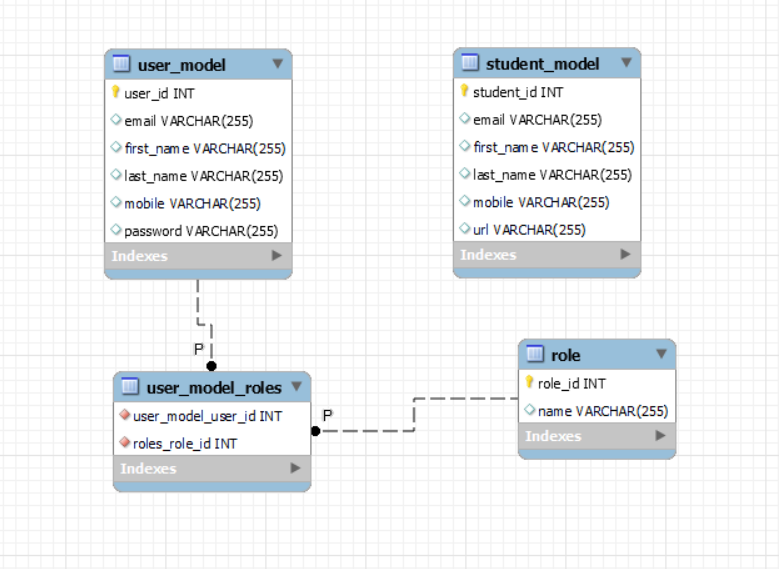 user_model
user_id INT
email VARCHAR(255)
first_name VARCHAR(255)
last_name VARCHAR(255)
mobile VARCHAR(255)
password VARCHAR(255)
Indexes
student_model
student_id INT
email VARCHAR(255)
first_name VARCHAR(255)
last_name VARCHAR(255)
mobile VARCHAR(255)
url VARCHAR(255)
Indexes
P
user_model_roles
user_model_user_id INT
roles_role_id INT
Indexes
P
role
role_id INT
name VARCHAR(255)
Indexes